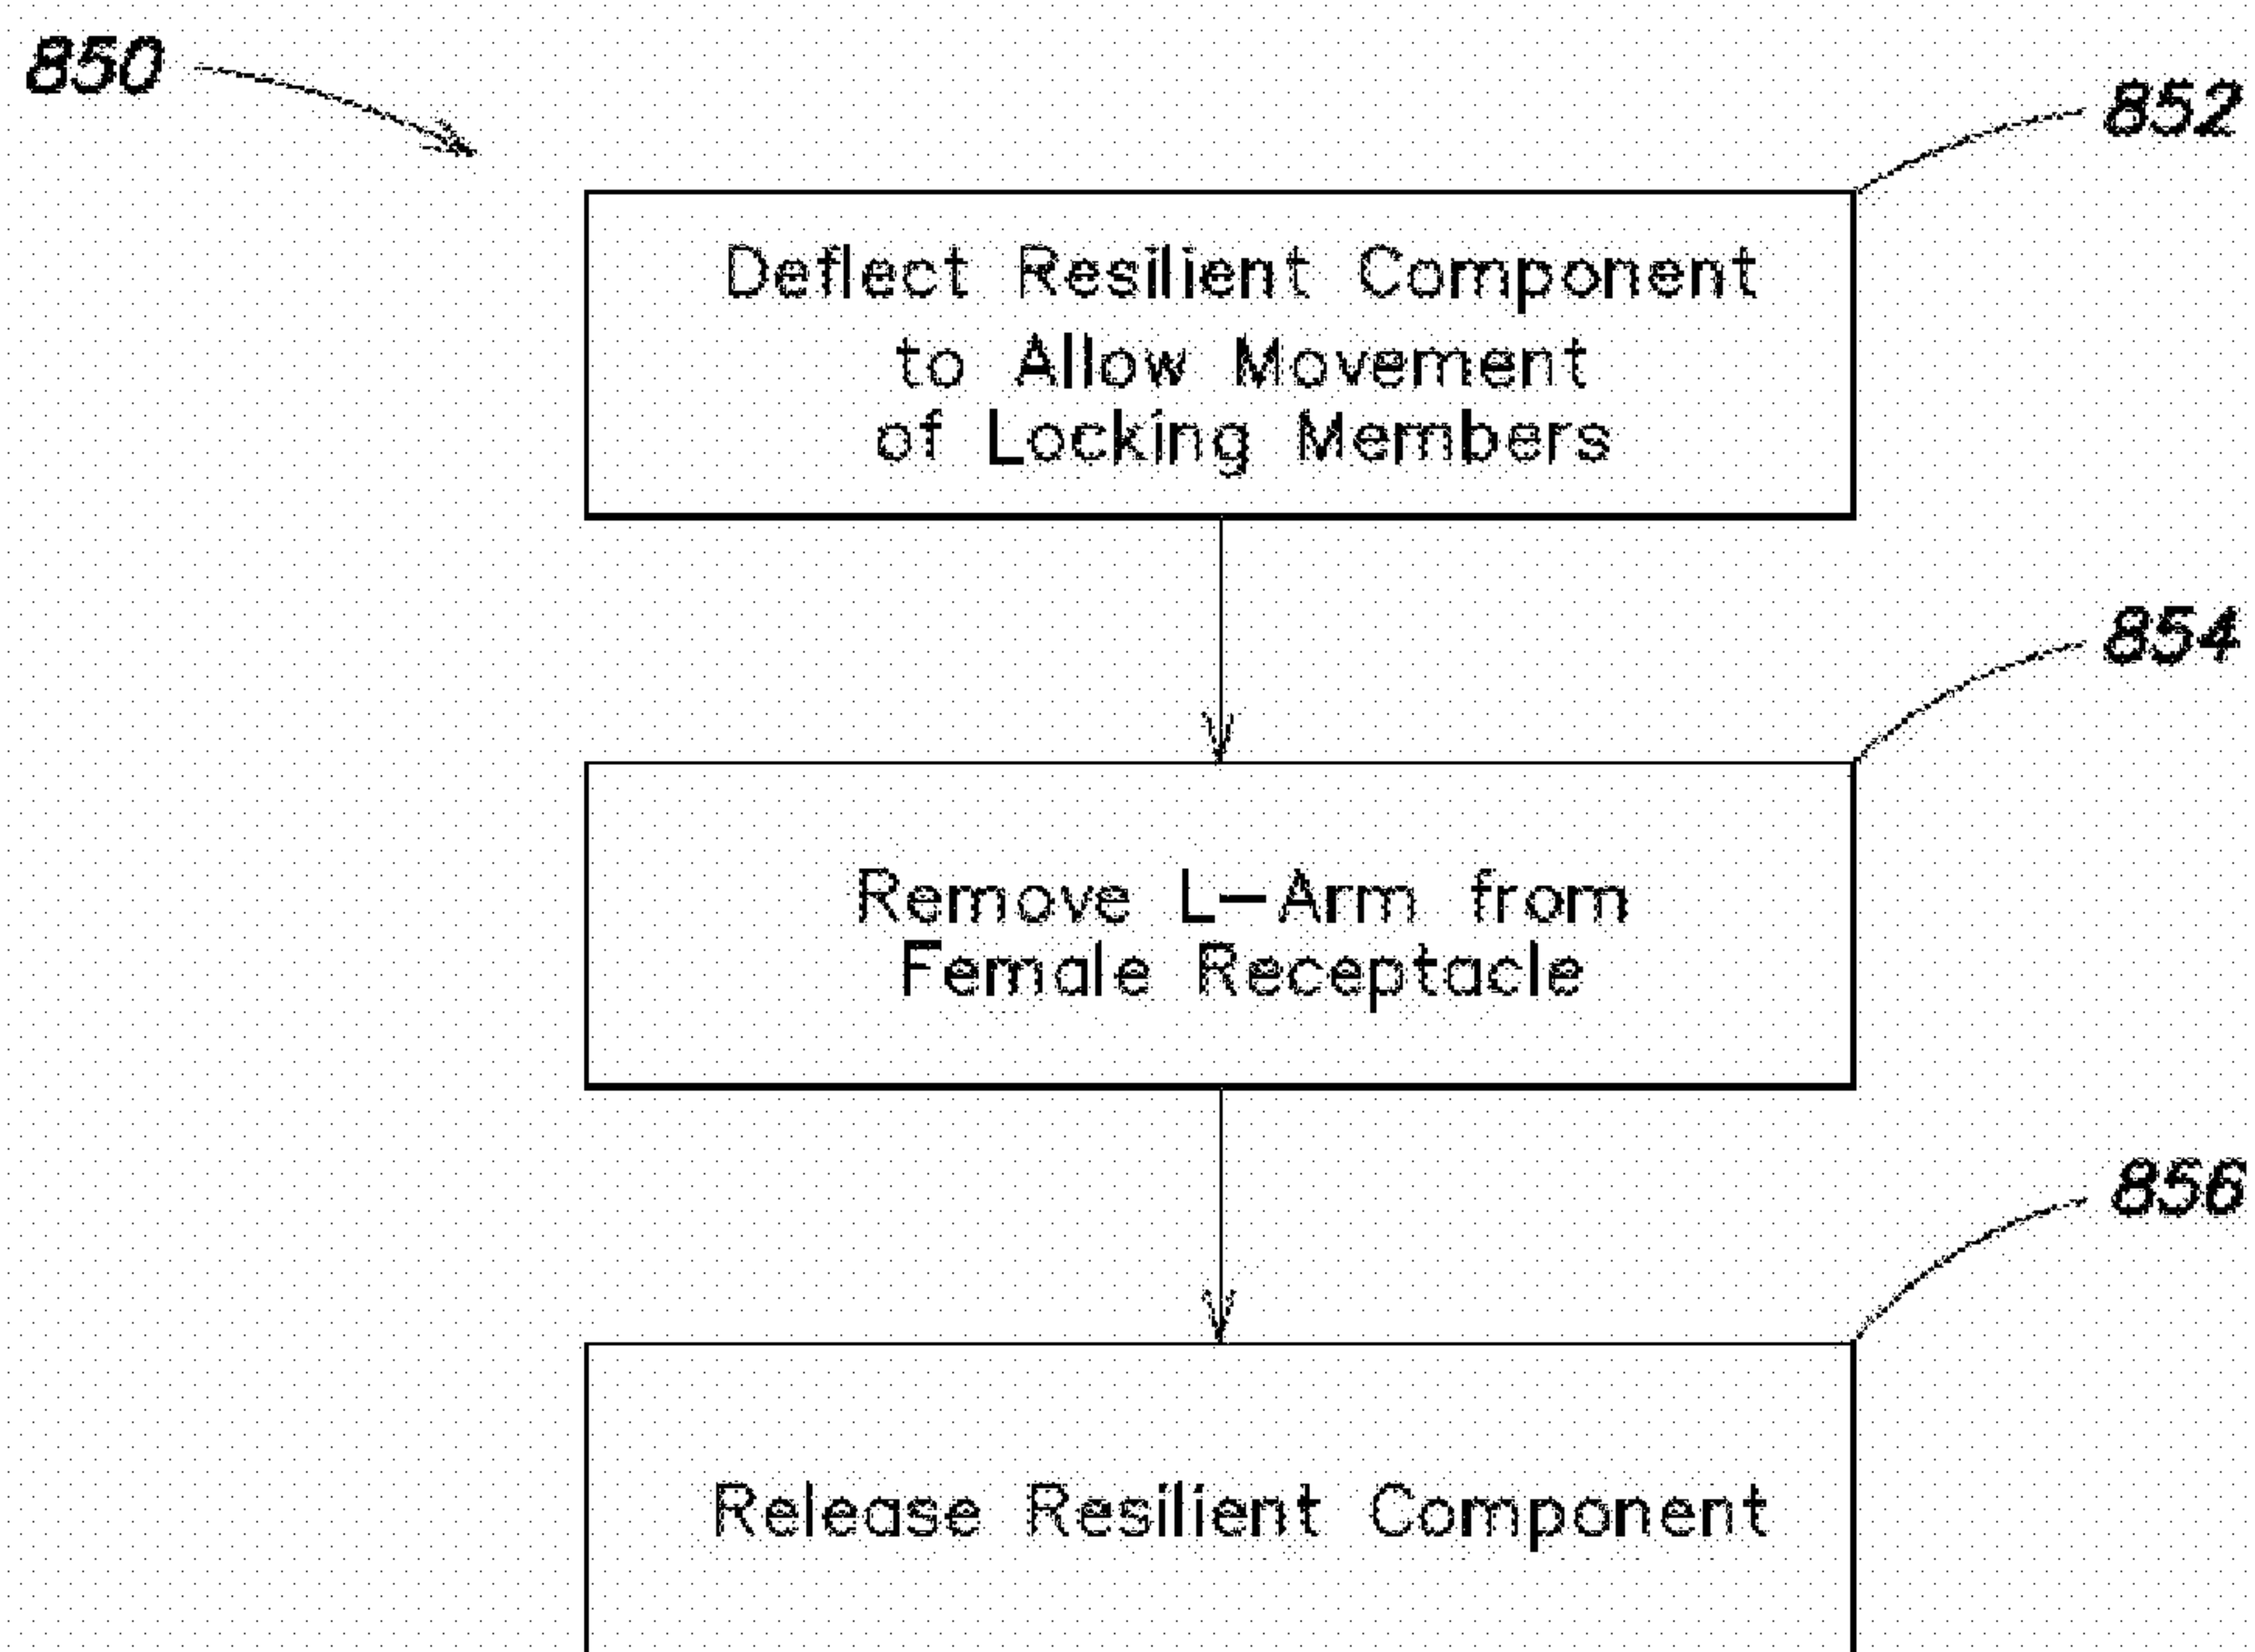 850
852
Deflect Resilient Component
to Allow Movement
of Locking Members
854
Remove L-Arm from
Female Receptacle
856
Release Resilient Component